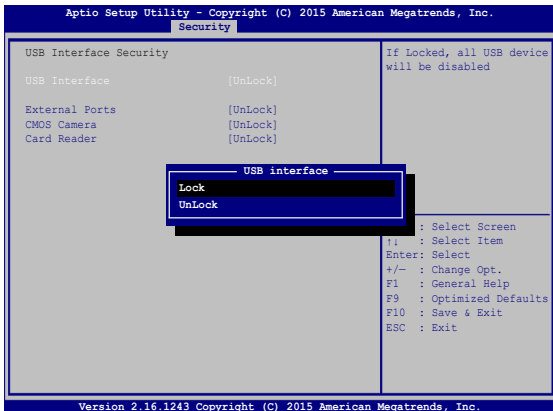 Aptio Setup Utility - Copyright (C) 2015 American Megatrends, Inc.
Security
USB Interface Security
USB Interface [UnLock]
External Ports [UnLock]
CMOS Camera [UnLock]
Card Reader [UnLock]
If Locked, all USB device
will be disabled
USB interface
Lock
UnLock
: Select Screen
↑↓ : Select Item
Enter: Select
+/— : Change Opt.
F1 : General Help
F9 : Optimized Defaults
F10 : Save & Exit
ESC : Exit
Version 2.16.1243 Copyright (C) 2015 American Megatrends, Inc.